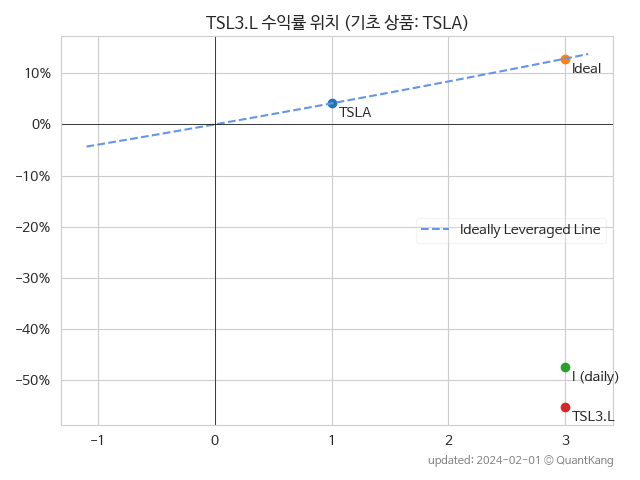 TSL3.L 수익률 위치 (기초 상품: TSLA)
10%
0%
−10%
−20%
−30%
−40%
−50%
Ideal
TSLA
Ideally Leveraged Line
I (daily)
TSL3.L
−1
0
1
2
3
updated: 2024-02-01 © QuantKang